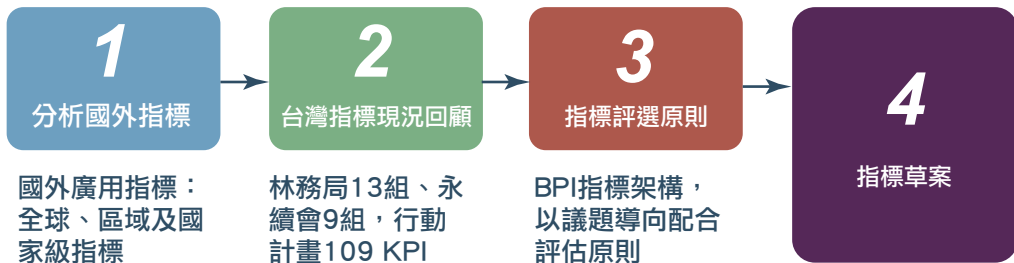 1
分析國外指標
國外廣用指標：
全球、區域及國
家級指標
2
台灣指標現況回顧
林務局13組、永
續會9組，行動
計畫109 KPI
3
指標評選原則
BPI指標架構，
以議題導向配合
評估原則
4
指標草案